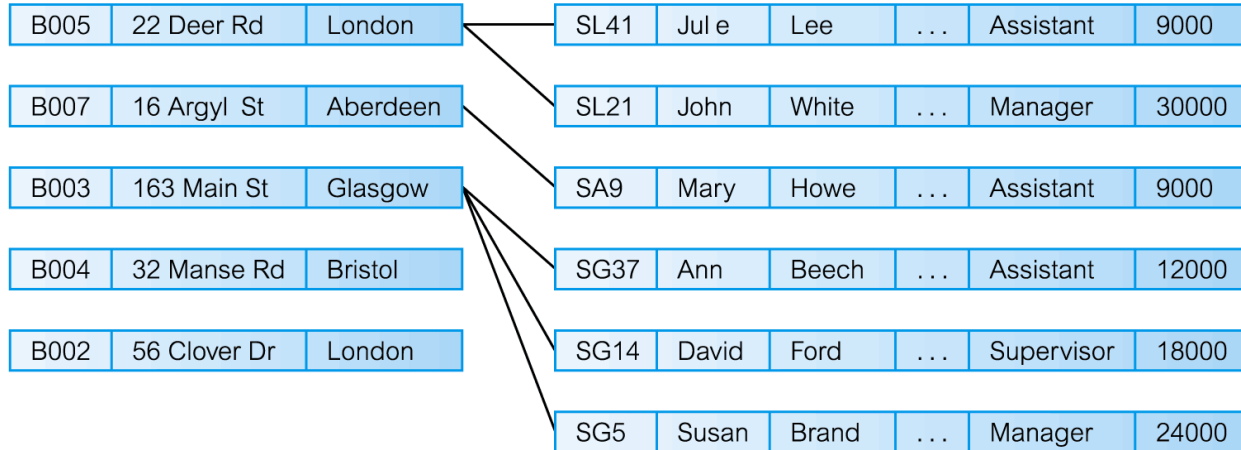 B005 22 Deer Rd London SL41 Jul e Lee ... Assistant 9000
B007 16 Argyl St Aberdeen SL21 John White ... Manager 30000
B003 163 Main St Glasgow SA9 Mary Howe ... Assistant 9000
B004 32 Manse Rd Bristol SG37 Ann Beech ... Assistant 12000
B002 56 Clover Dr London SG14 David Ford ... Supervisor 18000
SG5 Susan Brand ... Manager 24000